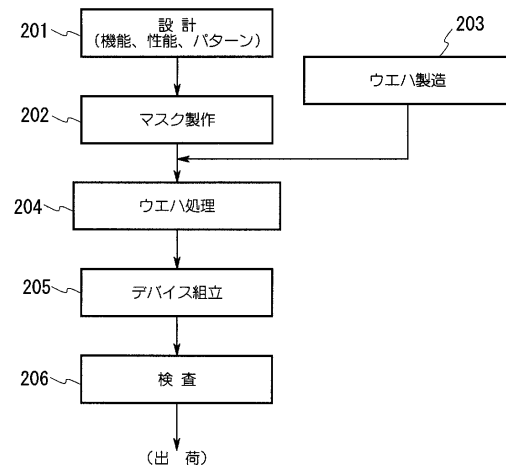 201
設 計
(機能、性能、パターン)
203
ウエハ製造
202
マスク製作
204
ウエハ処理
205
デバイス組立
206
検 査
(出 荷)